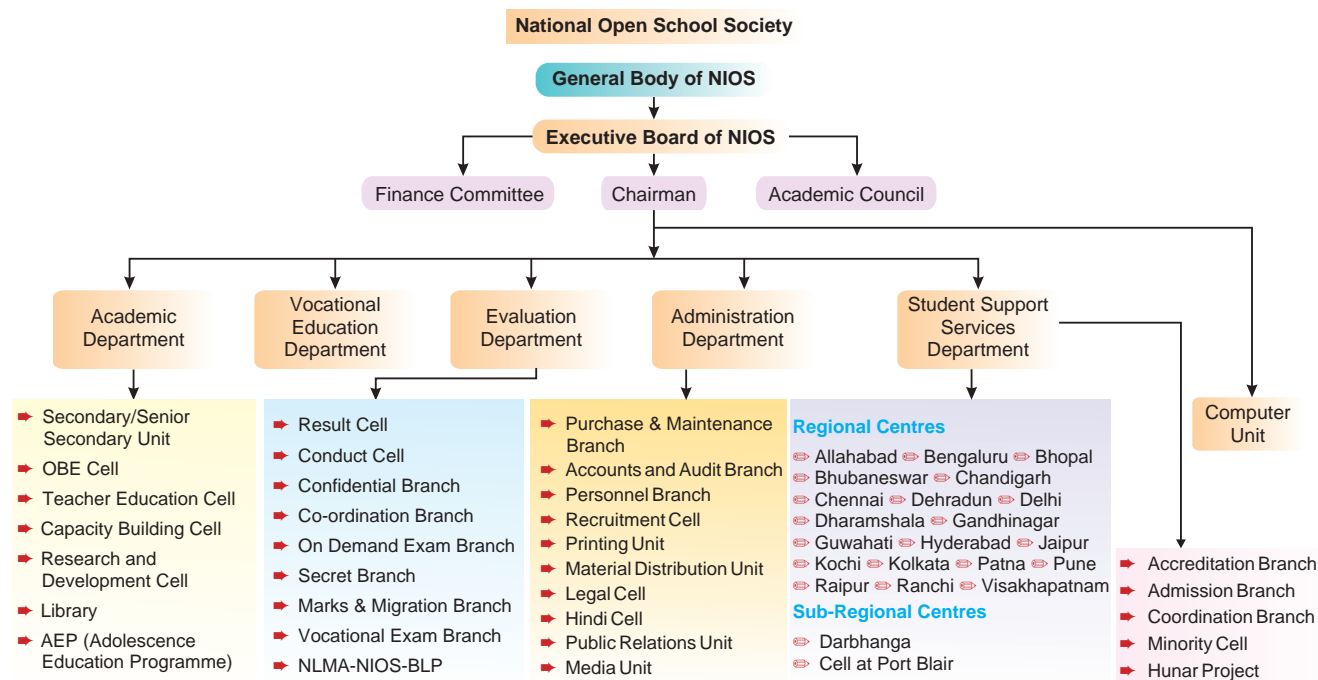 National Open School Society
General Body of NIOS
Executive Board of NIOS
Finance Committee
Chairman
Academic Council
Academic
Department
Vocational
Education
Department
Evaluation
Department
Administration
Department
Student Support
Services
Department
Computer
Unit
Secondary/Senior
Secondary Unit
OBE Cell
Teacher Education Cell
Capacity Building Cell
Research and
Development Cell
Library
AEP (Adolescence
Education Programme)
Result Cell
Conduct Cell
Confidential Branch
Co-ordination Branch
On Demand Exam Branch
Secret Branch
Marks & Migration Branch
Vocational Exam Branch
NLMA-NIOS-BLP
Purchase & Maintenance
Branch
Accounts and Audit Branch
Personnel Branch
Recruitment Cell
Printing Unit
Material Distribution Unit
Legal Cell
Hindi Cell
Public Relations Unit
Media Unit
Regional Centres
Allahabad Bengaluru Bhopal
Bhubaneswar Chandigarh
Chennai Dehradun Delhi
Dharamshala Gandhinagar
Guwahati Hyderabad Jaipur
Kochi Kolkata Patna Pune
Raipur Ranchi Visakhapatnam
Sub-Regional Centres
Darbhanga
Cell at Port Blair
Accreditation Branch
Admission Branch
Coordination Branch
Minority Cell
Hunar Project